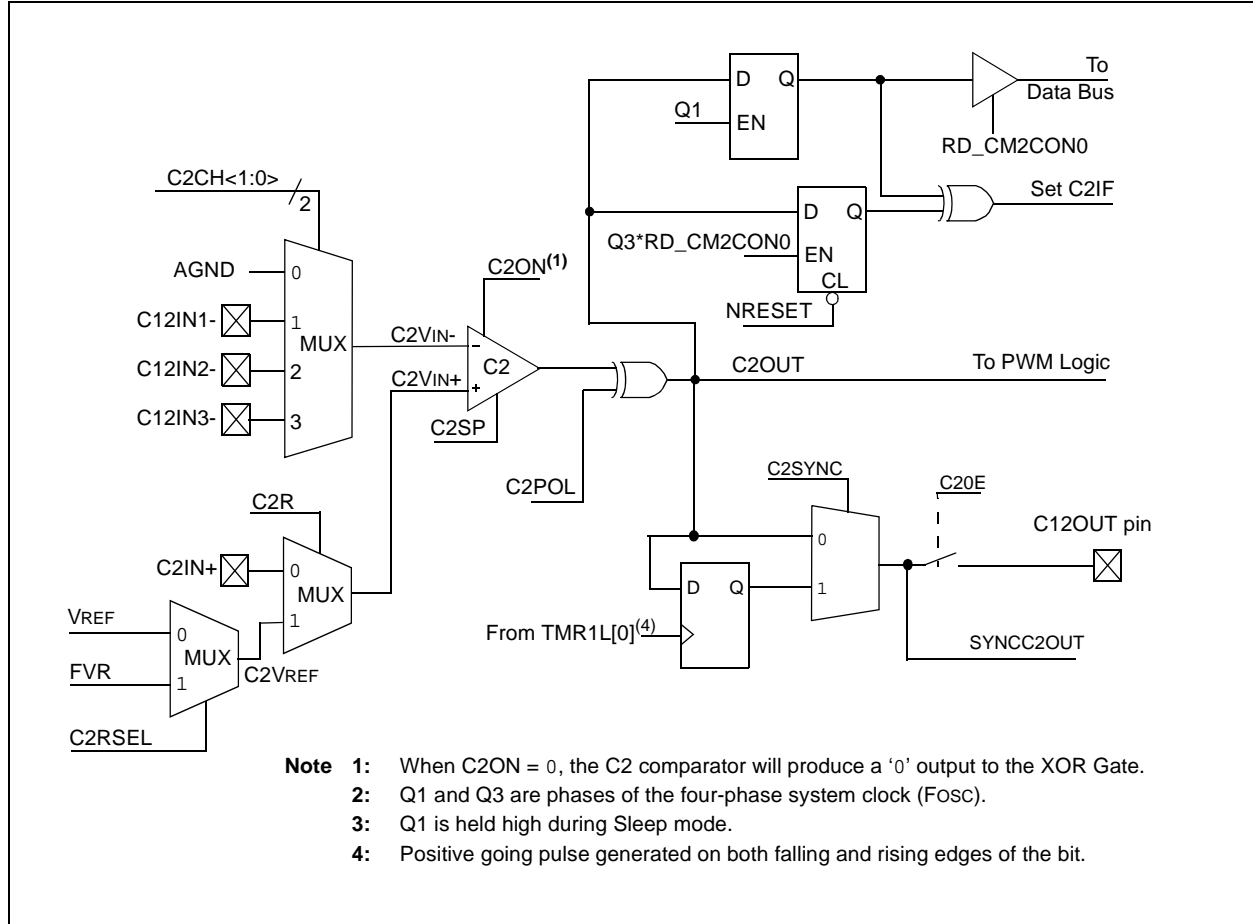 D Q
To
Data Bus
Q1
EN
RD_CM2CON0
C2CH<1:0>
2
Set C2IF
D Q
Q3*RD_CM2CON0
EN
CL
NRESET
AGND
0
C12IN1-
1
MUX
C12IN2-
2
C12IN3-
3
C2ON(1)
C2VIN-
-
C2
C2VIN+
+
C2SP
C2OUT
To PWM Logic
C2POL
C2SYNC
C20E
C12OUT pin
0
1
D Q
From TMR1L[0](4)
SYNCC2OUT
C2R
C2IN+
0
MUX
1
VREF
0
MUX
FVR
1
C2VREF
C2RSEL
Note 1: When C2ON = 0, the C2 comparator will produce a ‘0’ output to the XOR Gate.
2: Q1 and Q3 are phases of the four-phase system clock (FOSC).
3: Q1 is held high during Sleep mode.
4: Positive going pulse generated on both falling and rising edges of the bit.